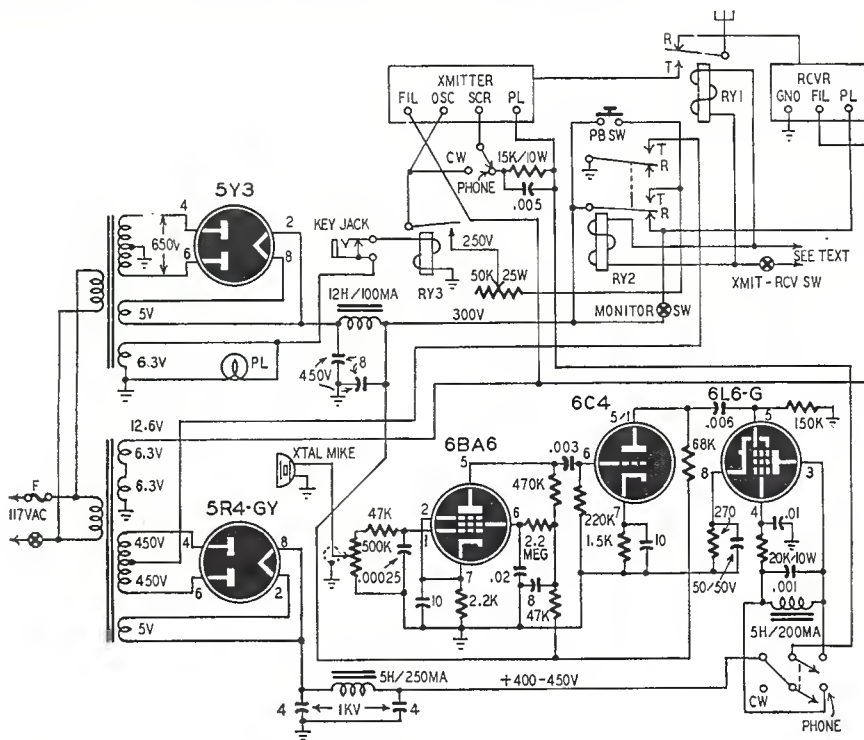 R
T
RY1
XMITTER
FIL OSC SCR PL
RCVR
GND FIL PL
PB SW
CW
PHONE
15K/10W
.005
T
R
T
R
RY2
SEE TEXT
XMIT-RCV SW
MONITOR SW
5Y3
4
2
650V
6
8
5V
6.3V
PL
KEY JACK
RY3
250V
50K 25W
12H/100MA
300V
450V
8
12.6V
6.3V
6.3V
XTAL MIKE
F
117VAC
5R4-GY
450V
450V
4
8
6
2
5V
47K
500K
.00025
6BA6
5
2
1
6
7
10
2.2K
.02
8
47K
2.2 MEG
470K
.003
6C4
5/1
6
7
220K
1.5K
10
68K
6L6-G
.006
5
150K
8
3
4
270
50/50V
.01
20K-10W
.001
5H/200MA
5H/250MA
+400-450V
4
1KV
4
CW
PHONE